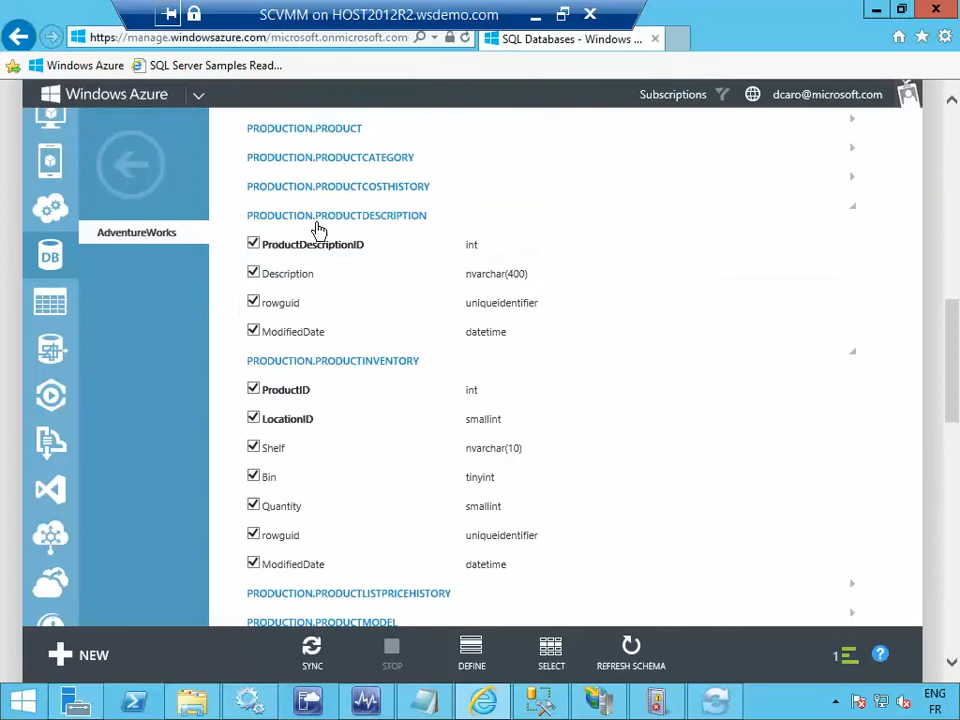 SCVMM on HOST2012R2.wsdemo.com
https://manage.windowsazure.com/microsoft.onmicrosoft.com
SQL Databases - Windows ...
Windows Azure
SQL Server Samples Read...
Windows Azure
Subscriptions
dcaro@microsoft.com
AdventureWorks
DB
PRODUCTION.PRODUCT
PRODUCTION.PRODUCTCATEGORY
PRODUCTION.PRODUCTCOSTHISTORY
PRODUCTION.PRODUCTDESCRIPTION
ProductDescriptionID int
Description nvarchar(400)
rowguid uniqueidentifier
ModifiedDate datetime
PRODUCTION.PRODUCTINVENTORY
ProductID int
LocationID smallint
Shelf nvarchar(10)
Bin tinyint
Quantity smallint
rowguid uniqueidentifier
ModifiedDate datetime
PRODUCTION.PRODUCTLISTPRICEHISTORY
PRODUCTION.PRODUCTMODEL
NEW
SYNC
STOP
DEFINE
SELECT
REFRESH SCHEMA
1
?
ENG
FR